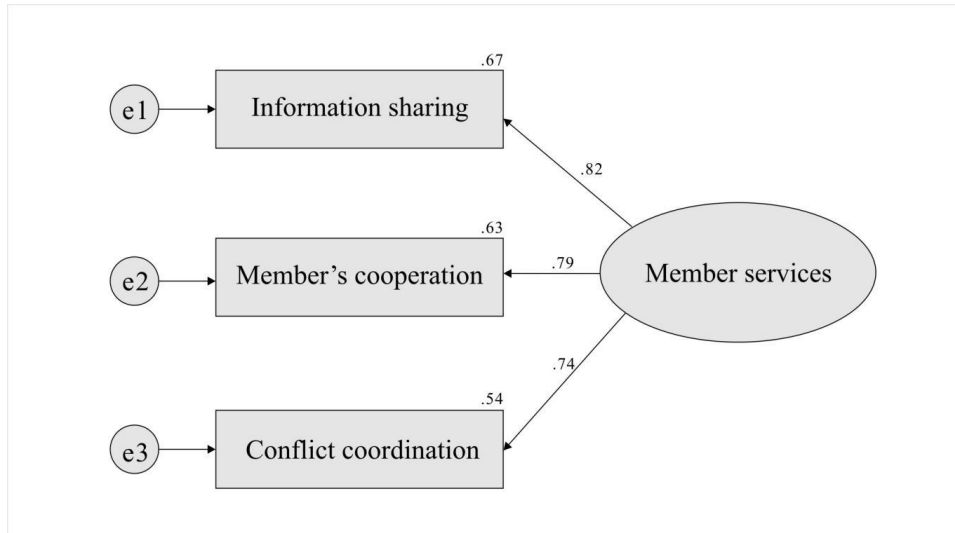 .67
e1
Information sharing
.82
.63
e2
Member’s cooperation
.79
Member services
.74
.54
e3
Conflict coordination